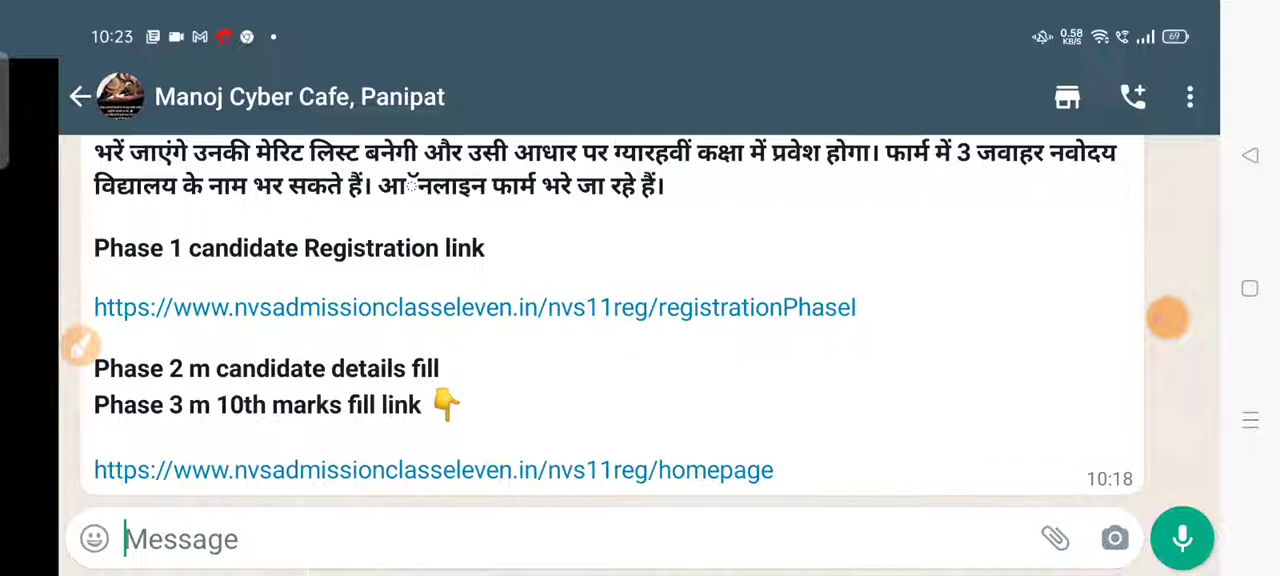 10:23
0.58
KB/S
69
Manoj Cyber Cafe, Panipat
भरें जाएंगे उनकी मेरिट लिस्ट बनेगी और उसी आधार पर ग्यारहवीं कक्षा में प्रवेश होगा। फार्म में 3 जवाहर नवोदय
विद्यालय के नाम भर सकते हैं। आॅनलाइन फार्म भरे जा रहे हैं।
Phase 1 candidate Registration link
https://www.nvsadmissionclasseleven.in/nvs11reg/registrationPhaseI
Phase 2 m candidate details fill
Phase 3 m 10th marks fill link 👇
https://www.nvsadmissionclasseleven.in/nvs11reg/homepage
10:18
Message